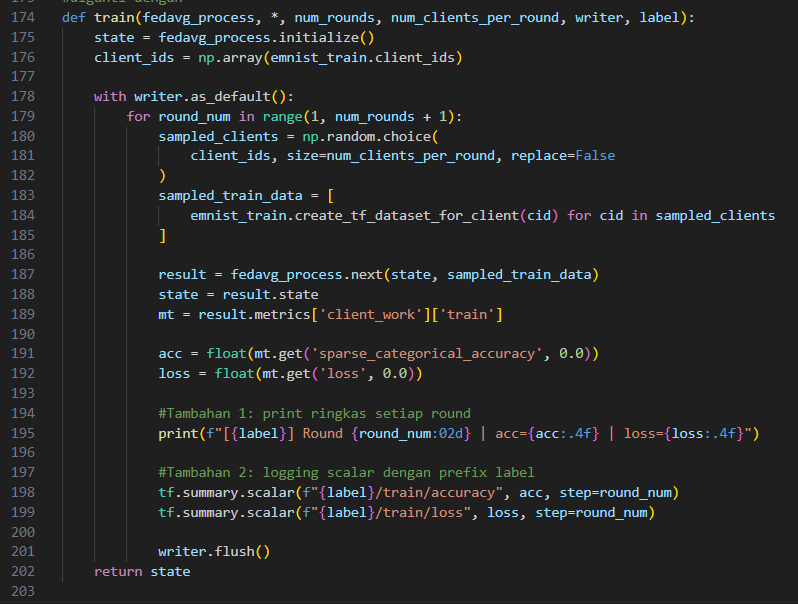 173 #diganti dengan
174 def train(fedavg_process, *, num_rounds, num_clients_per_round, writer, label):
175     state = fedavg_process.initialize()
176     client_ids = np.array(emnist_train.client_ids)
177
178     with writer.as_default():
179         for round_num in range(1, num_rounds + 1):
180             sampled_clients = np.random.choice(
181                 client_ids, size=num_clients_per_round, replace=False
182             )
183             sampled_train_data = [
184                 emnist_train.create_tf_dataset_for_client(cid) for cid in sampled_clients
185             ]
186
187             result = fedavg_process.next(state, sampled_train_data)
188             state = result.state
189             mt = result.metrics['client_work']['train']
190
191             acc = float(mt.get('sparse_categorical_accuracy', 0.0))
192             loss = float(mt.get('loss', 0.0))
193
194             #Tambahan 1: print ringkas setiap round
195             print(f"[{label}] Round {round_num:02d} | acc={acc:.4f} | loss={loss:.4f}")
196
197             #Tambahan 2: logging scalar dengan prefix label
198             tf.summary.scalar(f"{label}/train/accuracy", acc, step=round_num)
199             tf.summary.scalar(f"{label}/train/loss", loss, step=round_num)
200
201             writer.flush()
202     return state
203